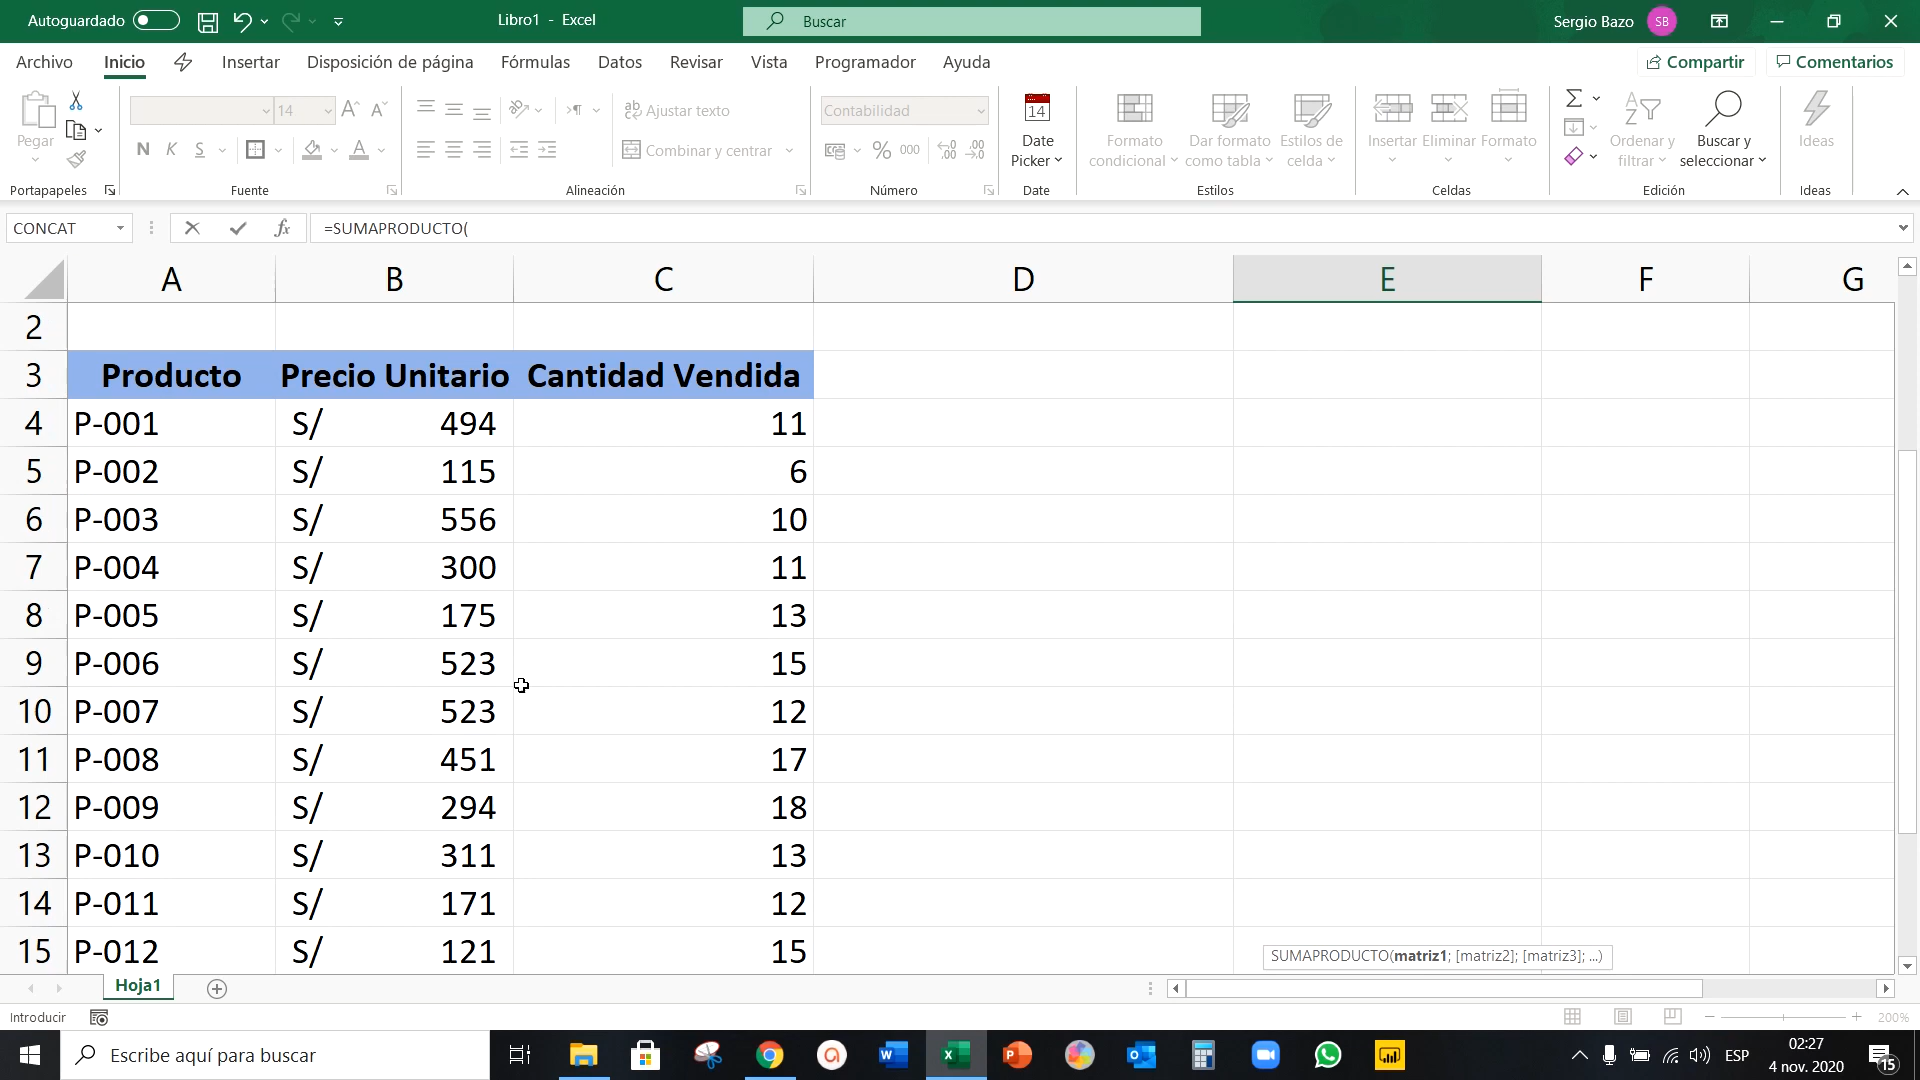 Autoguardado
Libro1 - Excel
Buscar
Sergio Bazo SB
Archivo Inicio Insertar Disposición de página Fórmulas Datos Revisar Vista Programador Ayuda Compartir Comentarios
Pegar
Portapapeles
14
N K S
Fuente
Ajustar texto
Combinar y centrar
Alineación
Contabilidad
% 000
Número
14
Date
Picker
Date
Formato
condicional
Dar formato
como tabla
Estilos de
celda
Estilos
Insertar Eliminar Formato
Celdas
Ordenar y
filtrar
Buscar y
seleccionar
Edición
Ideas
Ideas
CONCAT fx =SUMAPRODUCTO(
A B C D E F G
2
3 Producto Precio Unitario Cantidad Vendida
4 P-001 S/ 494 11
5 P-002 S/ 115 6
6 P-003 S/ 556 10
7 P-004 S/ 300 11
8 P-005 S/ 175 13
9 P-006 S/ 523 15
10 P-007 S/ 523 12
11 P-008 S/ 451 17
12 P-009 S/ 294 18
13 P-010 S/ 311 13
14 P-011 S/ 171 12
15 P-012 S/ 121 15
SUMAPRODUCTO(matriz1; [matriz2]; [matriz3]; ...)
Hoja1
Introducir
200%
Escribe aquí para buscar
ESP
02:27
4 nov. 2020
15